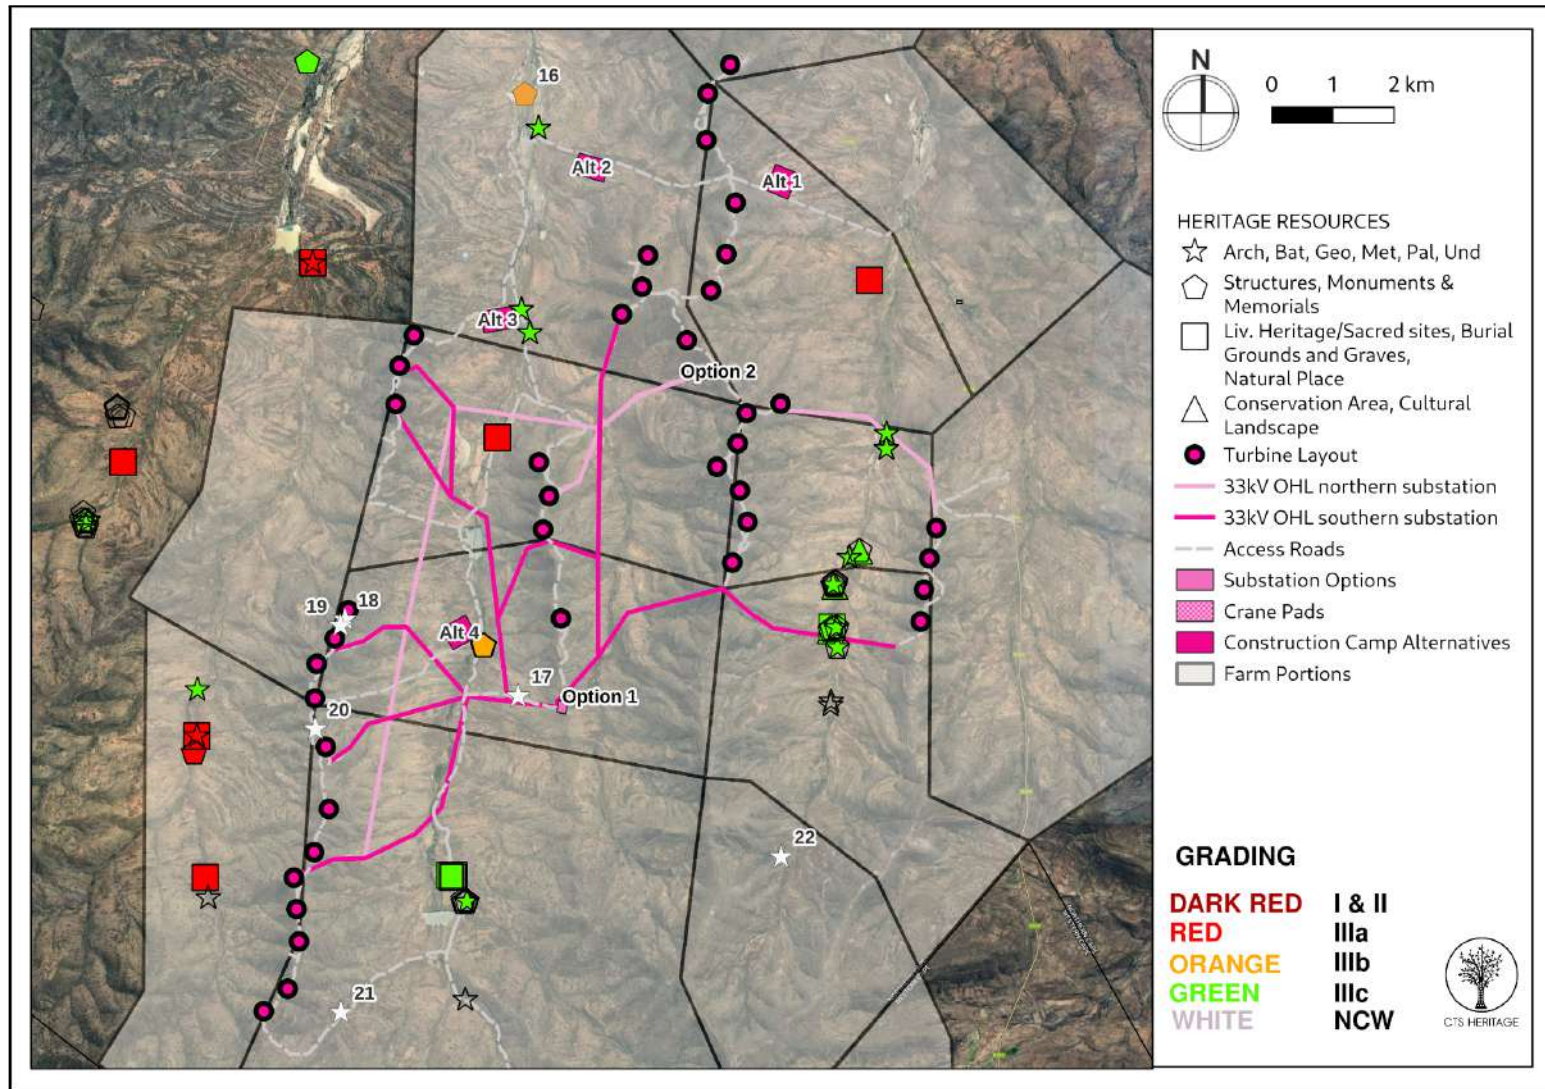 16
Alt 2
Alt 1
Alt 3
Option 2
19
18
Alt 4
17
Option 1
20
22
21
N
0 1 2 km
HERITAGE RESOURCES
Arch, Bat, Geo, Met, Pal, Und
Structures, Monuments &
Memorials
Liv. Heritage/Sacred sites, Burial
Grounds and Graves,
Natural Place
Conservation Area, Cultural
Landscape
Turbine Layout
33kV OHL northern substation
33kV OHL southern substation
Access Roads
Substation Options
Crane Pads
Construction Camp Alternatives
Farm Portions
GRADING
DARK RED I & II
RED IIIa
ORANGE IIIb
GREEN IIIc
WHITE NCW
CTS HERITAGE